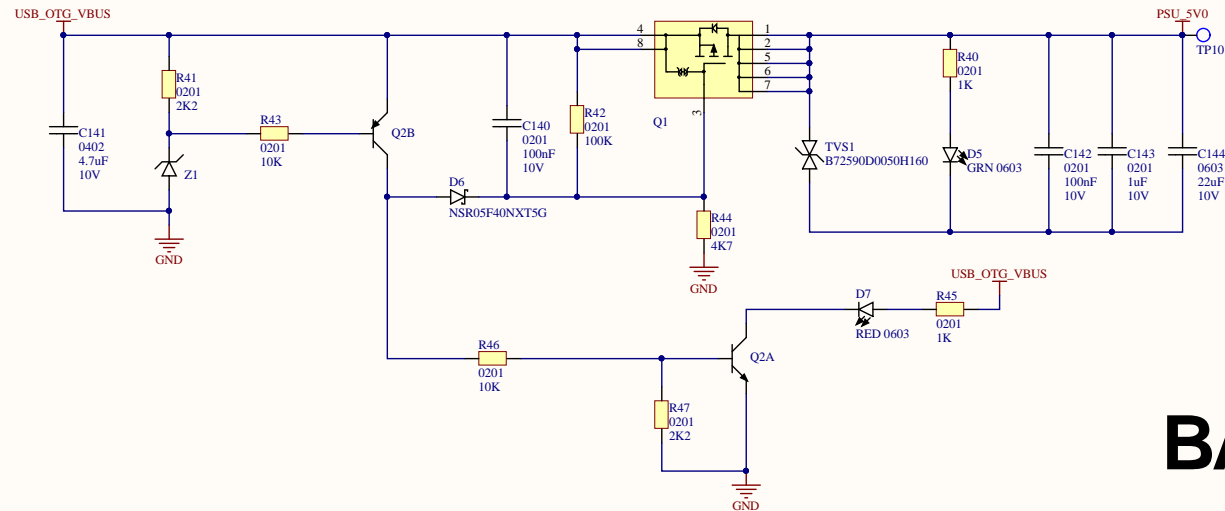 USB_OTG_VBUS
PSU_5V0
TP10
4
8
1
2
5
6
7
3
Q1
R41
0201
2K2
C141
0402
4.7uF
10V
Z1
GND
R43
0201
10K
Q2B
C140
0201
100nF
10V
R42
0201
100K
D6
NSR05F40NXT5G
R44
0201
4K7
GND
TVS1
B72590D0050H160
R40
0201
1K
D5
GRN 0603
C142
0201
100nF
10V
C143
0201
1uF
10V
C144
0603
22uF
10V
USB_OTG_VBUS
D7
RED 0603
R45
0201
1K
R46
0201
10K
Q2A
R47
0201
2K2
GND